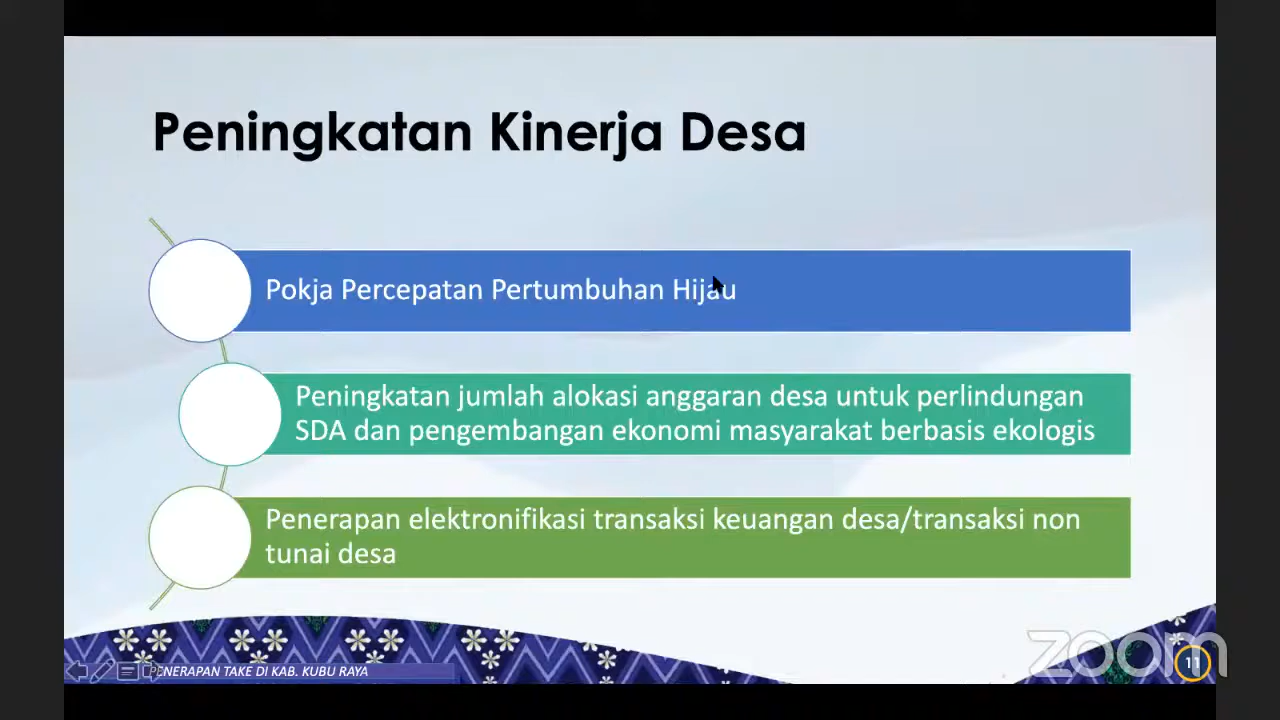 Peningkatan Kinerja Desa
Pokja Percepatan Pertumbuhan Hijau
Peningkatan jumlah alokasi anggaran desa untuk perlindungan
SDA dan pengembangan ekonomi masyarakat berbasis ekologis
Penerapan elektronifikasi transaksi keuangan desa/transaksi non
tunai desa
PENERAPAN TAKE DI KAB. KUBU RAYA
zoom
11